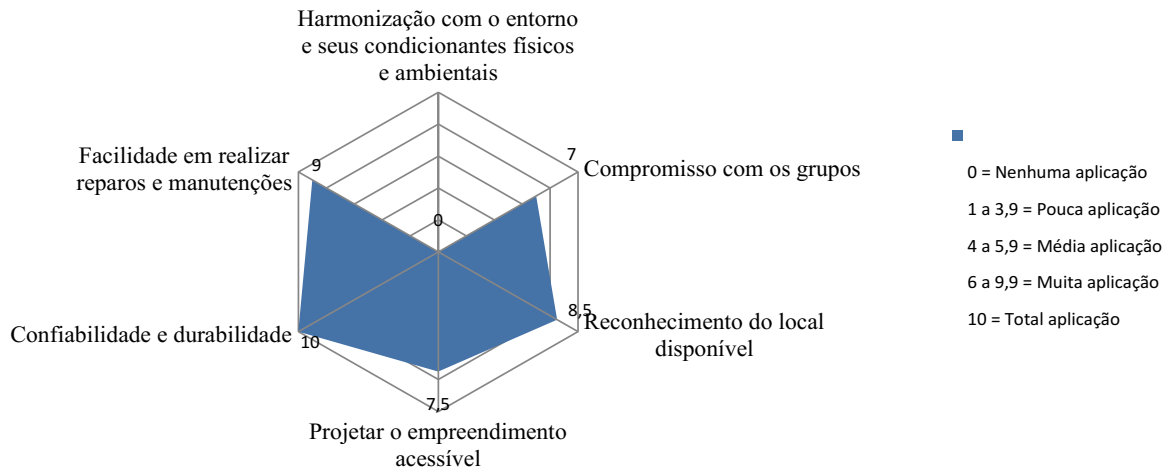 Harmonização com o entorno
e seus condicionantes físicos
e ambientais
0
7
Compromisso com os grupos
8,5
Reconhecimento do local
disponível
7,5
Projetar o empreendimento
acessível
10
Confiabilidade e durabilidade
9
Facilidade em realizar
reparos e manutenções
0 = Nenhuma aplicação
1 a 3,9 = Pouca aplicação
4 a 5,9 = Média aplicação
6 a 9,9 = Muita aplicação
10 = Total aplicação